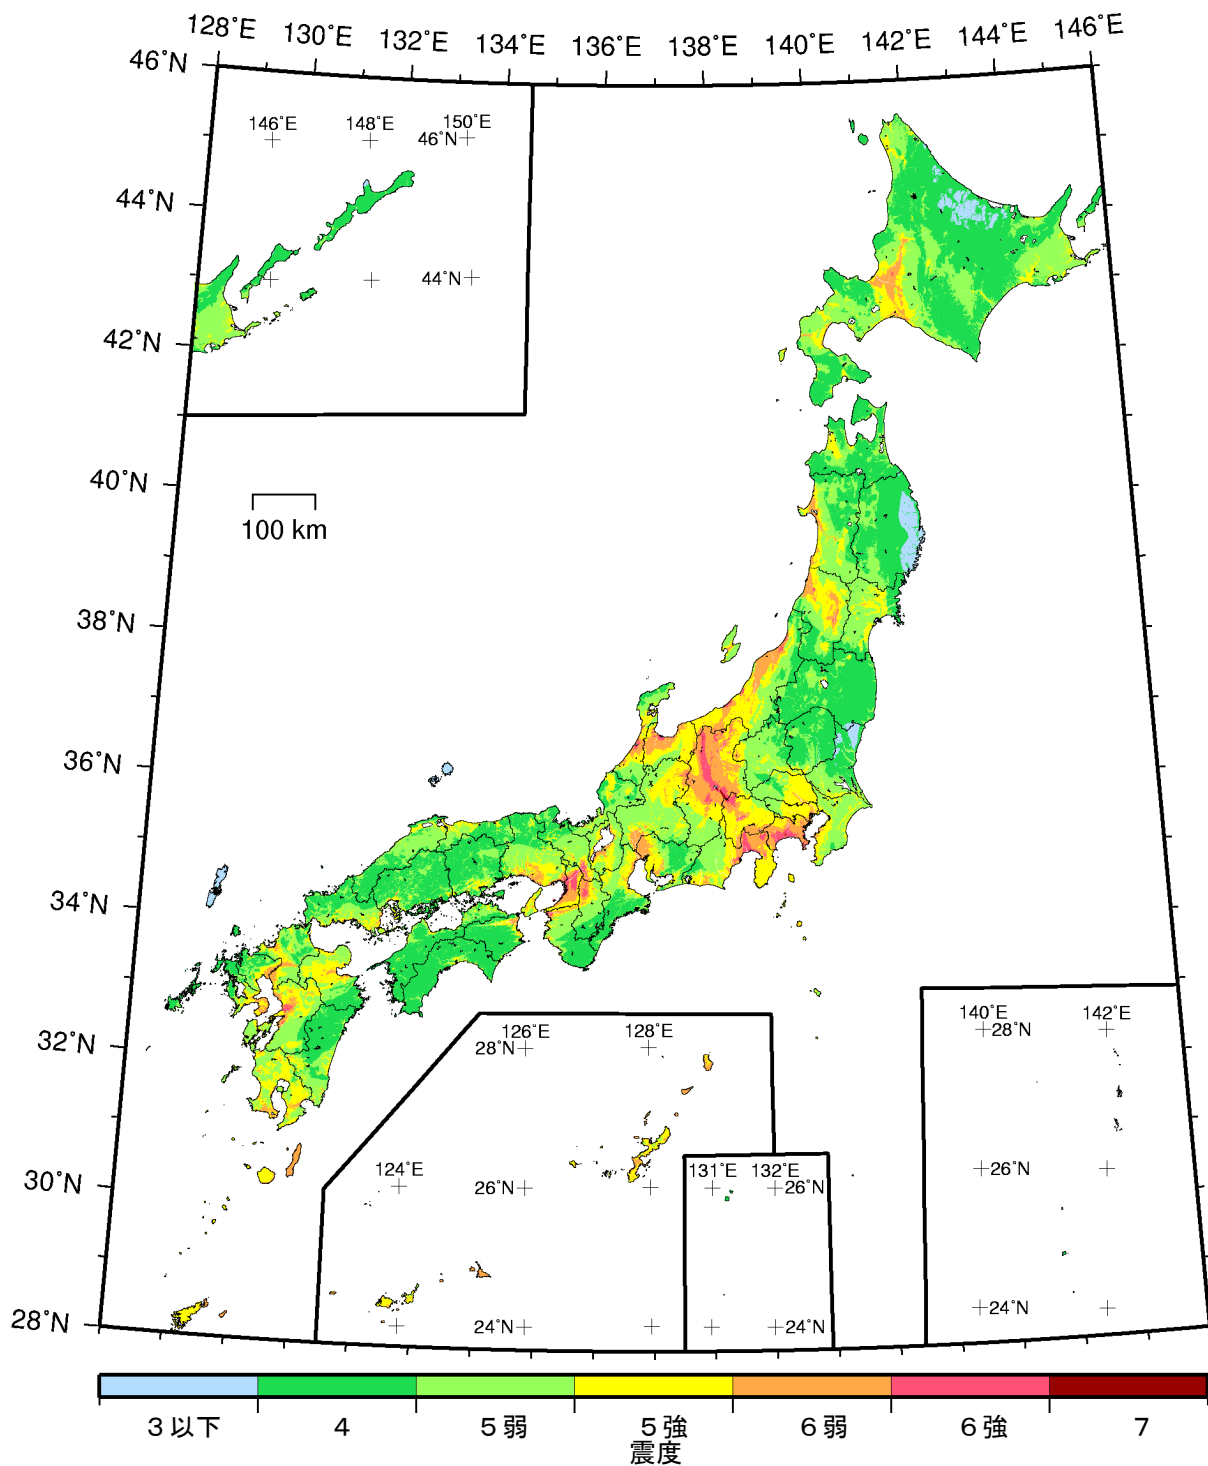 128°E 130°E 132°E 134°E 136°E 138°E 140°E 142°E 144°E 146°E
46°N
146°E 148°E 150°E
46°N
44°N
44°N
42°N
40°N
100 km
38°N
36°N
34°N
32°N
126°E 128°E
28°N
140°E 142°E
28°N
30°N
124°E
26°N
131°E 132°E
26°N
26°N
28°N
24°N
24°N
24°N
3以下 4 5弱 5強 6弱 6強 7
震度